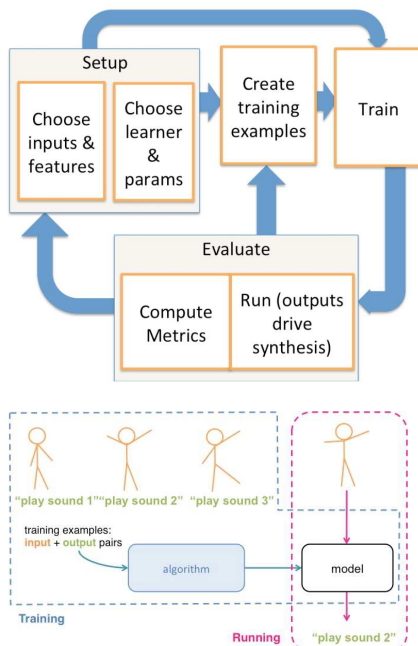 Setup
Choose
inputs &
features
Choose
learner
&
params
Create
training
examples
Train
Evaluate
Compute
Metrics
Run (outputs
drive
synthesis)
“play sound 1” “play sound 2” “play sound 3”
training examples:
input + output pairs
algorithm
model
Training
Running
“play sound 2”